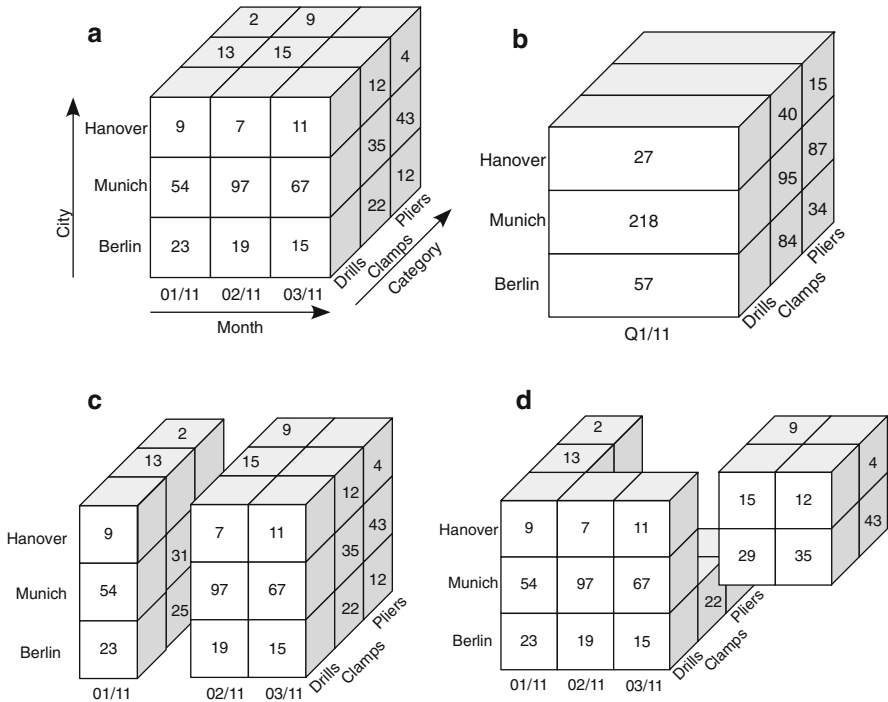 a
2 9
13 15
4
12
Hanover 9 7 11
43
35
Munich 54 97 67
12
22
Berlin 23 19 15
City
01/11 02/11 03/11
Month
Drills
Clamps
Pliers
Category
b
15
40
Hanover 27
87
95
Munich 218
34
84
Berlin 57
Q1/11
Drills
Clamps
Pliers
c
2 9
13 15
4
12
Hanover 9 7 11
43
31 35
Munich 54 97 67
12
25 22
Berlin 23 19 15
01/11 02/11 03/11
Drills
Clamps
Pliers
d
2 9
13
4
15 12
Hanover 9 7 11
43
29 35
Munich 54 97 67
22
Berlin 23 19 15
01/11 02/11 03/11
Drills
Clamps
Pliers